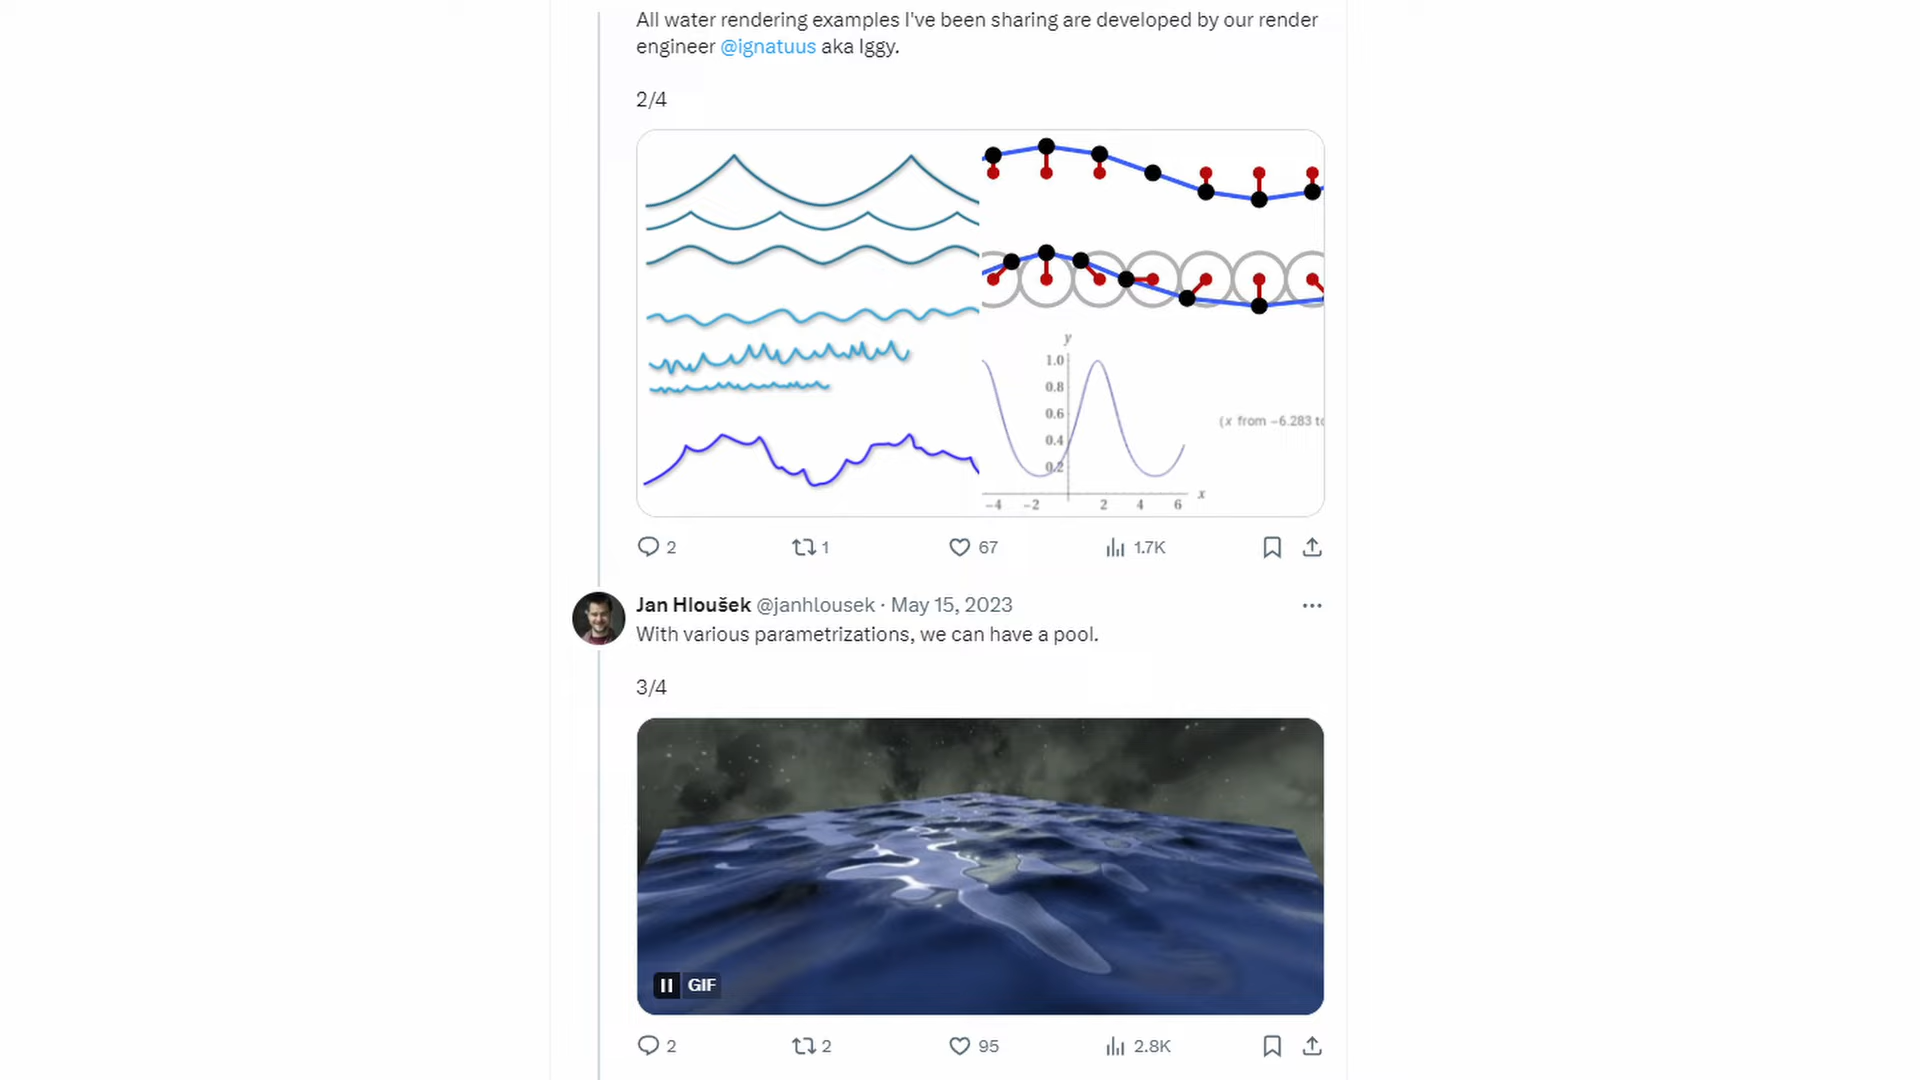 All water rendering examples I've been sharing are developed by our render
engineer @ignatuus aka Iggy.
2/4
y
1.0
0.8
0.6
0.4
0.2
(x from −6.283 to
x
−4 −2 2 4 6
2 1 67 1.7K
Jan Hloušek @janhlousek · May 15, 2023
With various parametrizations, we can have a pool.
3/4
GIF
2 2 95 2.8K